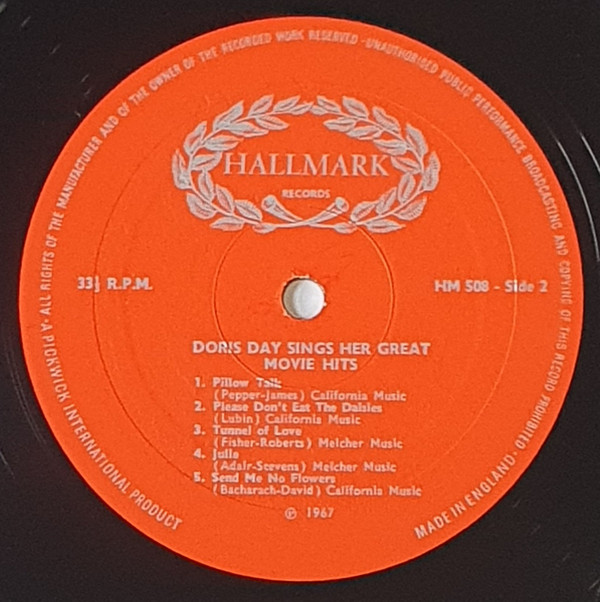 A PICKWICK INTERNATIONAL PRODUCT · ALL RIGHTS OF THE MANUFACTURER AND OF THE OWNER OF THE RECORDED WORK RESERVED · UNAUTHORISED PUBLIC PERFORMANCE BROADCASTING AND COPYING OF THIS RECORD PROHIBITED · MADE IN ENGLAND ·
HALLMARK
RECORDS
33⅓ R.P.M.
HM 508 - Side 2
DORIS DAY SINGS HER GREAT
MOVIE HITS
1. Pillow Talk
(Pepper-James) California Music
2. Please Don't Eat The Daisies
(Lubin) California Music
3. Tunnel of Love
(Fisher-Roberts) Melcher Music
4. Julie
(Adair-Stevens) Melcher Music
5. Send Me No Flowers
(Bacharach-David) California Music
℗ 1967